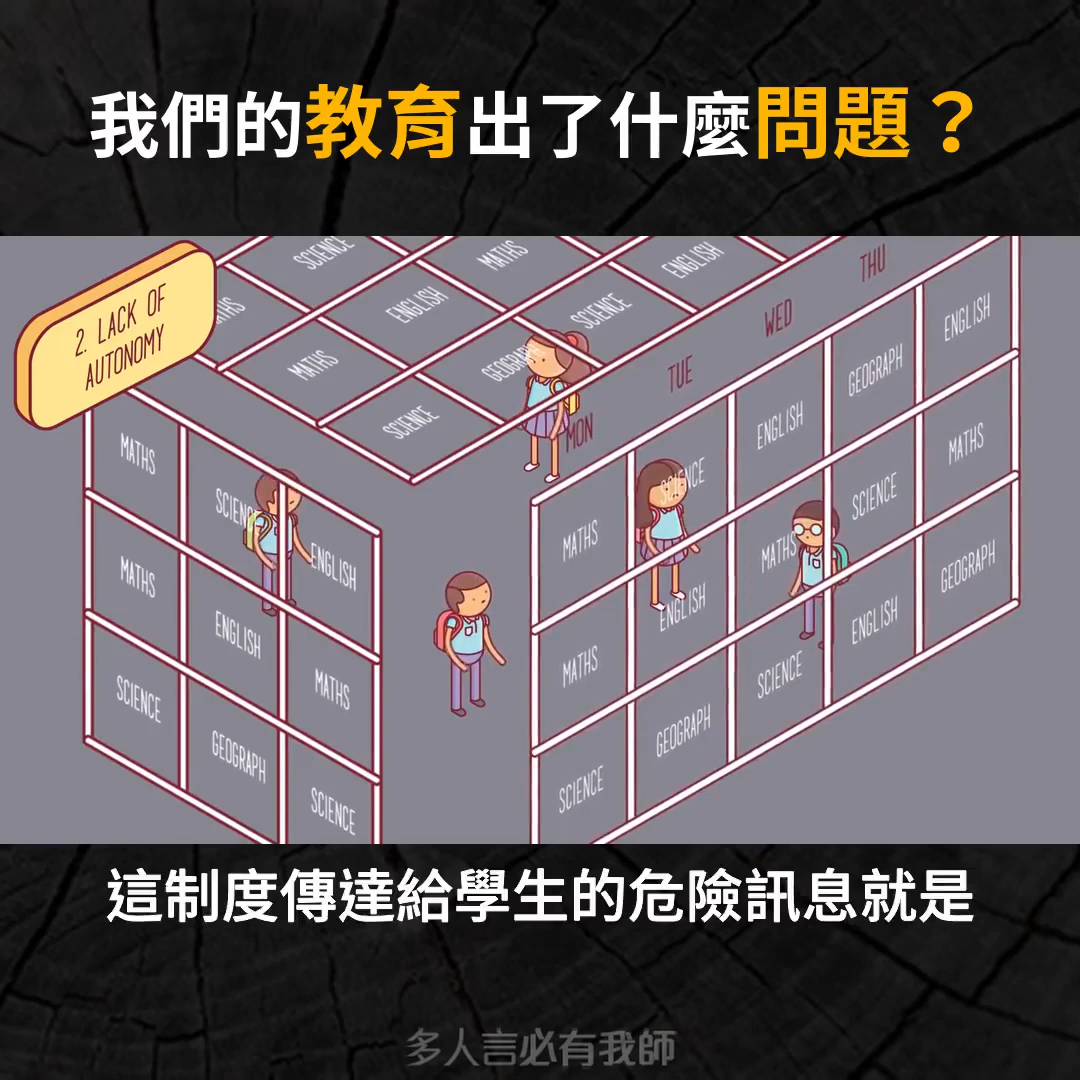 我們的教育出了什麼問題？
2. LACK OF
AUTONOMY
SCIENCE
MATHS
ENGLISH
ENGLISH
SCIENCE
MATHS
SCIENCE
THU
WED
TUE
MON
MATHS
ENGLISH
MATHS
ENGLISH
MATHS
SCIENCE
GEOGRAPH
SCIENCE
ENGLISH
GEOGRAPH
ENGLISH
MATHS
MATHS
SCIENCE
MATHS
MATHS
ENGLISH
ENGLISH
GEOGRAPH
SCIENCE
GEOGRAPH
SCIENCE
這制度傳達給學生的危險訊息就是
多人言必有我師